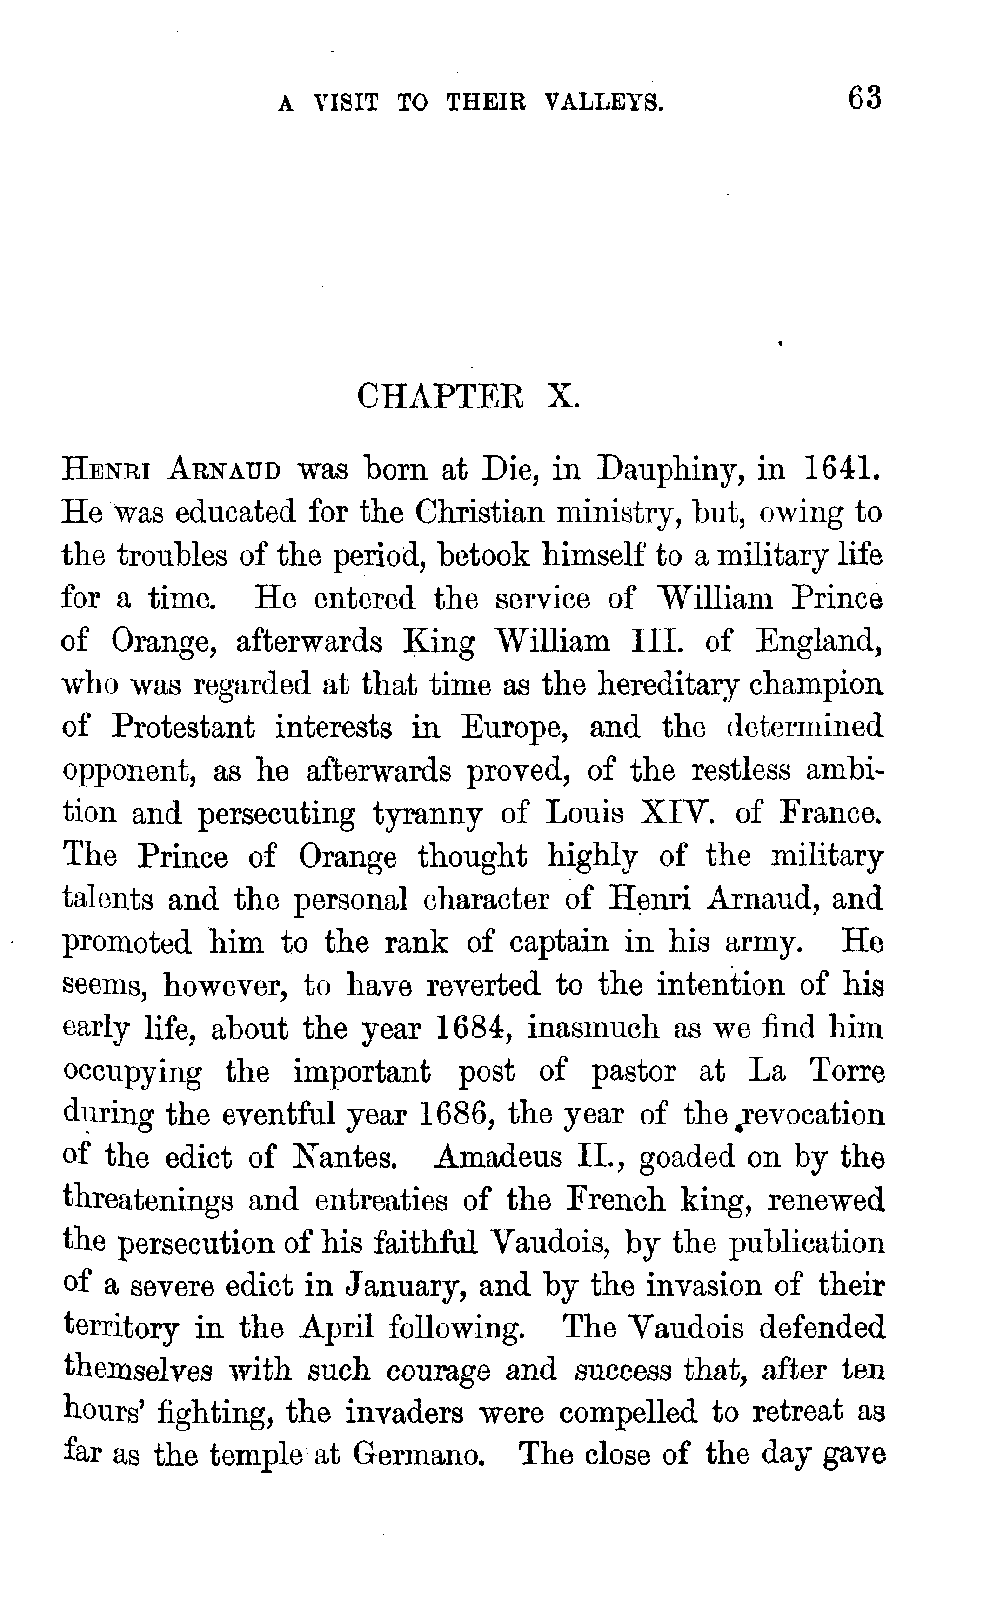 A VISIT TO THEIR VALLEYS. 63
CHAPTER X.
HENRI ARNAUD was born at Die, in Dauphiny, in 1641.
He was educated for the Christian ministry, but, owing to
the troubles of the period, betook himself to a military life
for a time. He entered the service of William Prince
of Orange, afterwards King William III. of England,
who was regarded at that time as the hereditary champion
of Protestant interests in Europe, and the determined
opponent, as he afterwards proved, of the restless ambi-
tion and persecuting tyranny of Louis XIV. of France.
The Prince of Orange thought highly of the military
talents and the personal character of Henri Arnaud, and
promoted him to the rank of captain in his army. He
seems, however, to have reverted to the intention of his
early life, about the year 1684, inasmuch as we find him
occupying the important post of pastor at La Torre
during the eventful year 1686, the year of the revocation
of the edict of Nantes. Amadeus II., goaded on by the
threatenings and entreaties of the French king, renewed
the persecution of his faithful Vaudois, by the publication
of a severe edict in January, and by the invasion of their
territory in the April following. The Vaudois defended
themselves with such courage and success that, after ten
hours' fighting, the invaders were compelled to retreat as
far as the temple at Germano. The close of the day gave